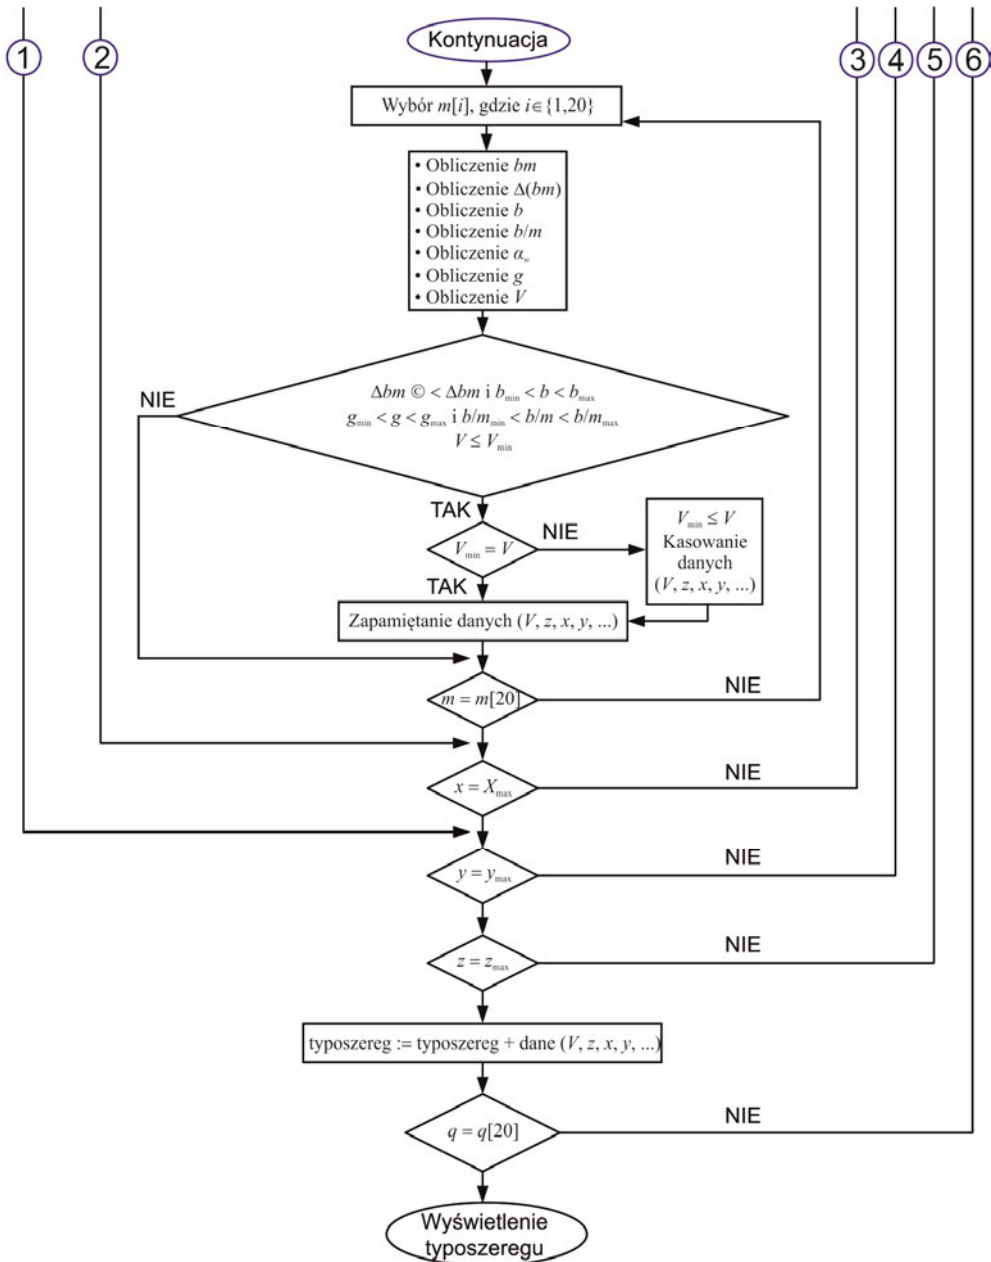 1
2
3
4
5
6
Kontynuacja
Wybór m[i], gdzie i∈{1,20}
• Obliczenie bm
• Obliczenie Δ(bm)
• Obliczenie b
• Obliczenie b/m
• Obliczenie αw
• Obliczenie g
• Obliczenie V
NIE
Δbm © < Δbm i bmin < b < bmax
gmin < g < gmax i b/mmin < b/m < b/mmax
V ≤ Vmin
TAK
Vmin = V
NIE
Vmin ≤ V
Kasowanie
danych
(V, z, x, y, ...)
TAK
Zapamiętanie danych (V, z, x, y, ...)
m = m[20]
NIE
x = Xmax
NIE
y = ymax
NIE
z = zmax
NIE
typoszereg := typoszereg + dane (V, z, x, y, ...)
q = q[20]
NIE
Wyświetlenie
typoszeregu